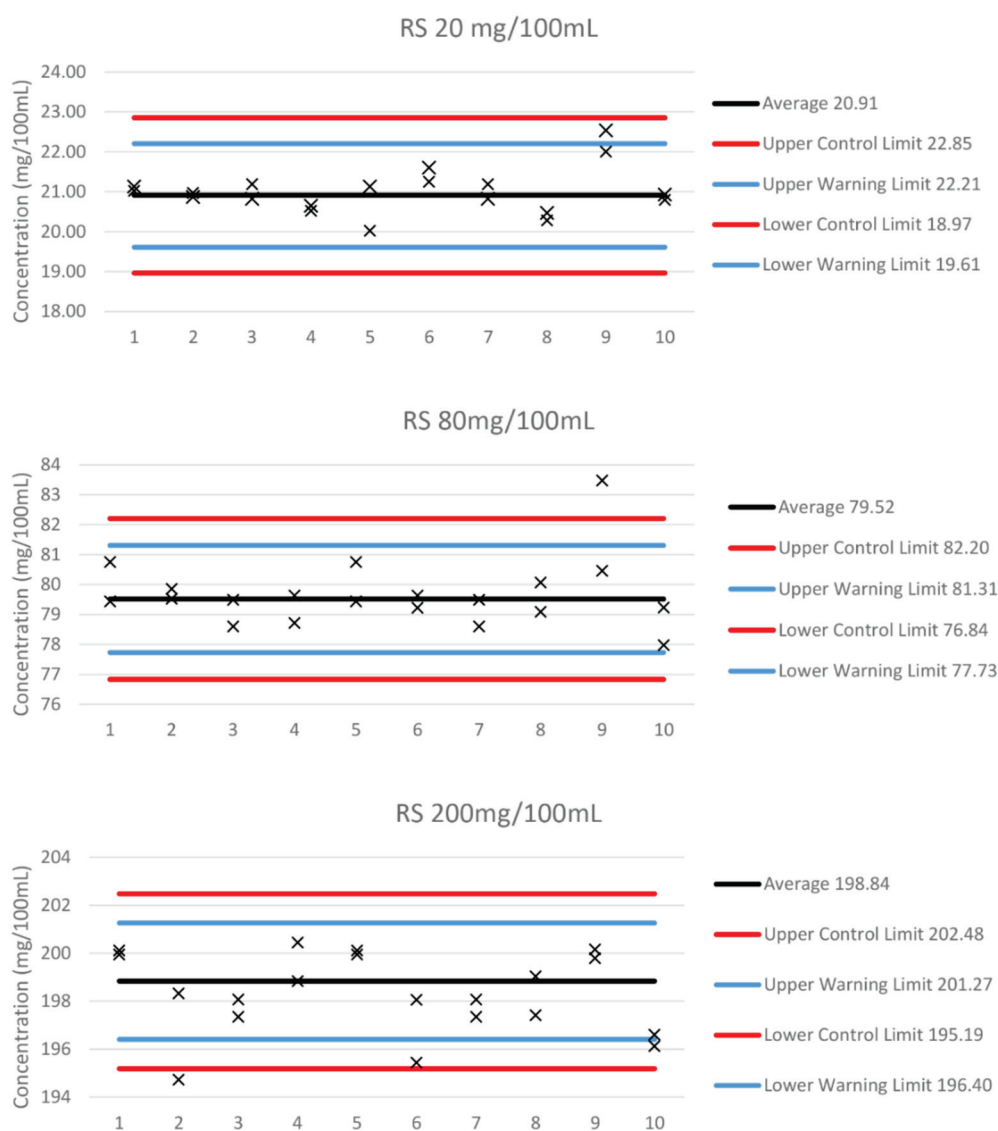 RS 20 mg/100mL
Concentration (mg/100mL)
24.00
23.00
22.00
21.00
20.00
19.00
18.00
1 2 3 4 5 6 7 8 9 10
Average 20.91
Upper Control Limit 22.85
Upper Warning Limit 22.21
Lower Control Limit 18.97
Lower Warning Limit 19.61
RS 80mg/100mL
Concentration (mg/100mL)
84
83
82
81
80
79
78
77
76
1 2 3 4 5 6 7 8 9 10
Average 79.52
Upper Control Limit 82.20
Upper Warning Limit 81.31
Lower Control Limit 76.84
Lower Warning Limit 77.73
RS 200mg/100mL
Concentration (mg/100mL)
204
202
200
198
196
194
1 2 3 4 5 6 7 8 9 10
Average 198.84
Upper Control Limit 202.48
Upper Warning Limit 201.27
Lower Control Limit 195.19
Lower Warning Limit 196.40